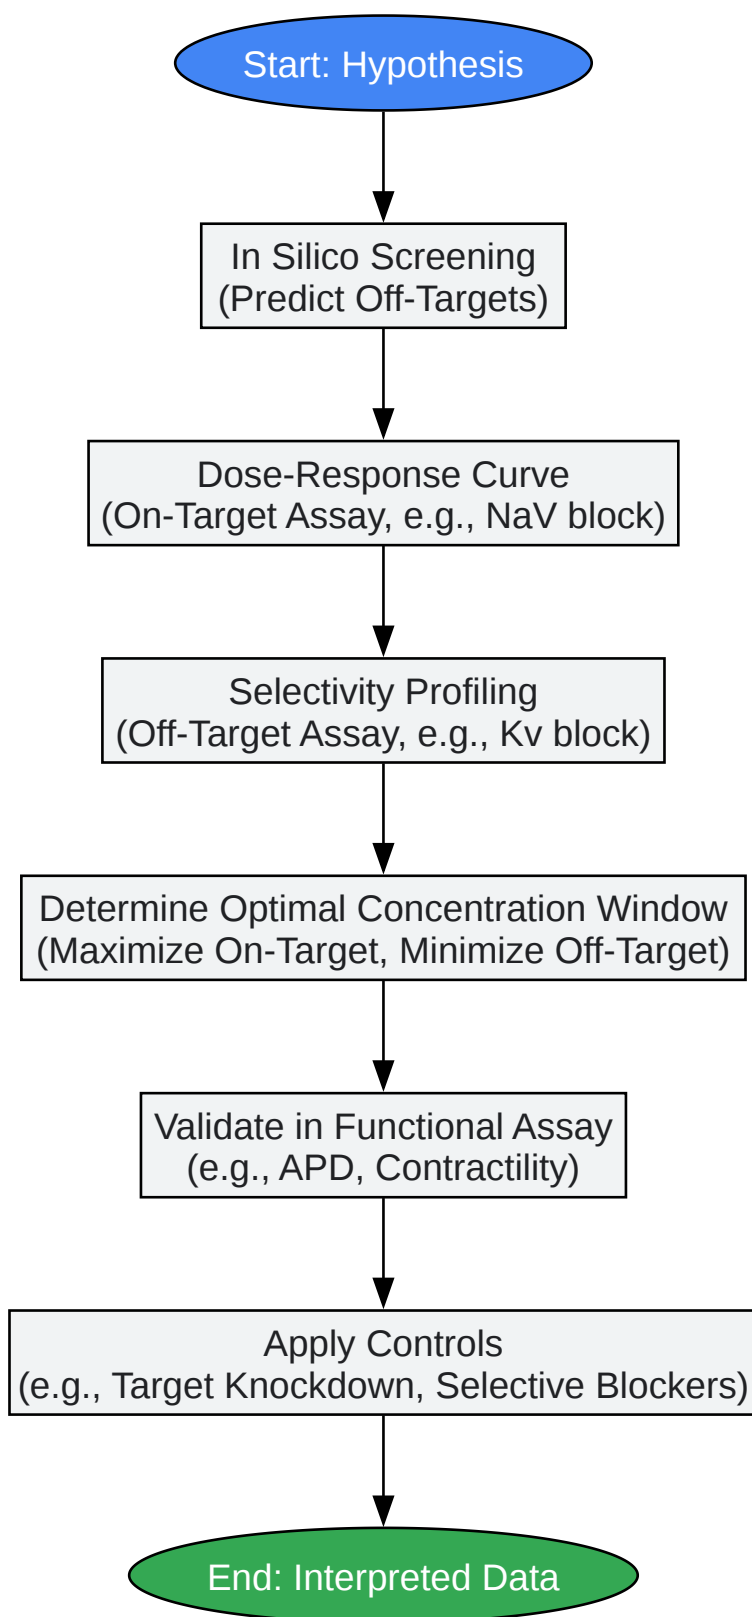 Start: Hypothesis
In Silico Screening
(Predict Off-Targets)
Dose-Response Curve
(On-Target Assay, e.g., NaV block)
Selectivity Profiling
(Off-Target Assay, e.g., Kv block)
Determine Optimal Concentration Window
(Maximize On-Target, Minimize Off-Target)
Validate in Functional Assay
(e.g., APD, Contractility)
Apply Controls
(e.g., Target Knockdown, Selective Blockers)
End: Interpreted Data